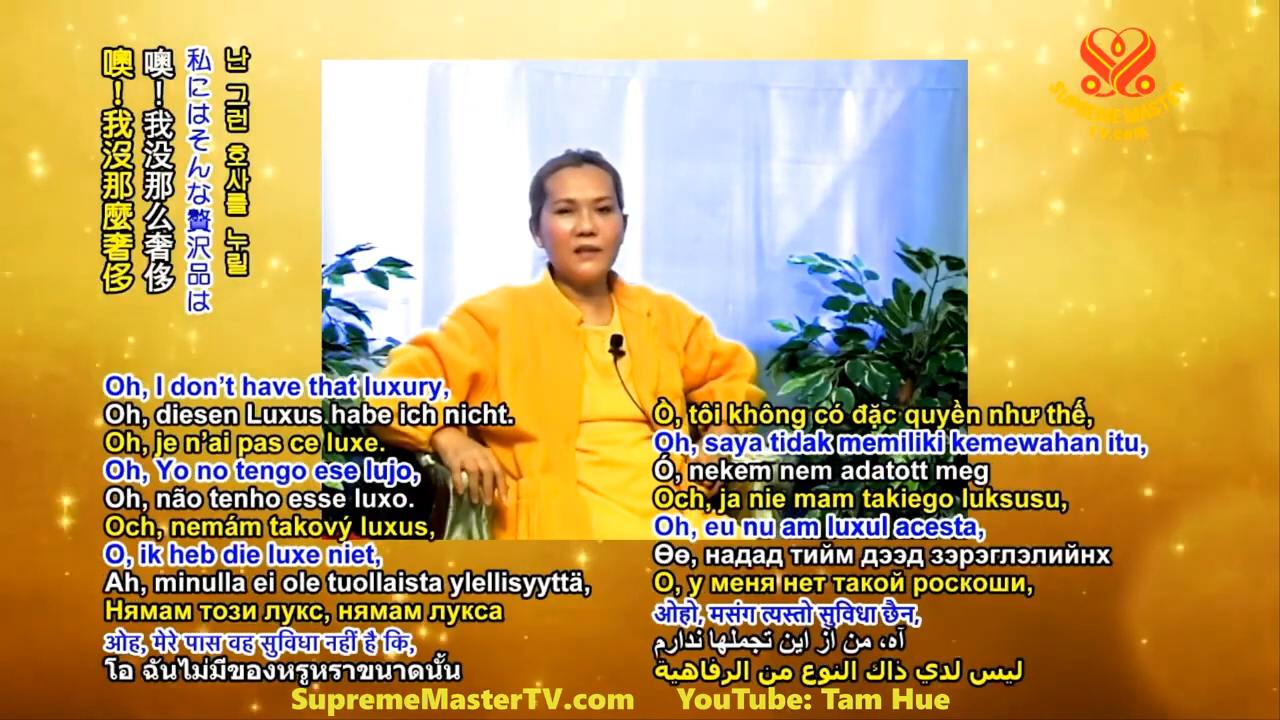 난 그런 호사를 누릴
私にはそんな贅沢品は
噢！我没那么奢侈
噢！我沒那麼奢侈
SUPREME MASTER
TV.com
Oh, I don't have that luxury,
Oh, diesen Luxus habe ich nicht.
Oh, je n'ai pas ce luxe.
Oh, Yo no tengo ese lujo,
Oh, não tenho esse luxo.
Och, nemám takový luxus,
O, ik heb die luxe niet,
Ah, minulla ei ole tuollaista ylellisyyttä,
Нямам този лукс, нямам лукса
ओह, मेरे पास वह सुविधा नहीं है कि,
โอ ฉันไม่มีของหรูหราขนาดนั้น
Ò, tôi không có đặc quyền như thế,
Oh, saya tidak memiliki kemewahan itu,
Ó, nekem nem adatott meg
Och, ja nie mam takiego luksusu,
Oh, eu nu am luxul acesta,
Өө, надад тийм дээд зэрэглэлийнх
О, у меня нет такой роскоши,
ओहो, मसंग त्यस्तो सुविधा छैन,
آه، من از این تجملها ندارم
ليس لدي ذاك النوع من الرفاهية
SupremeMasterTV.com YouTube: Tam Hue